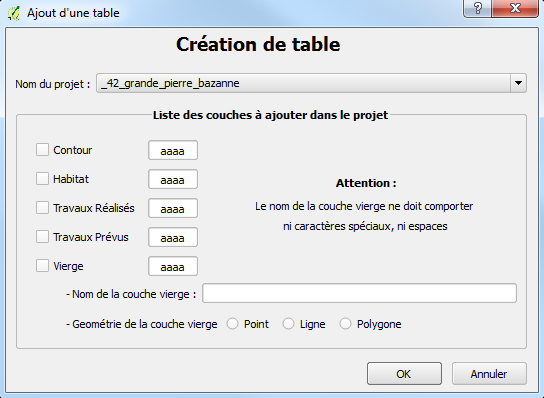 Ajout d'une table
Création de table
Nom du projet : _42_grande_pierre_bazanne
Liste des couches à ajouter dans le projet
Contour aaaa
Habitat aaaa
Travaux Réalisés aaaa
Travaux Prévus aaaa
Vierge aaaa
Attention :
Le nom de la couche vierge ne doit comporter
ni caractères spéciaux, ni espaces
- Nom de la couche vierge :
- Geométrie de la couche vierge Point Ligne Polygone
OK Annuler